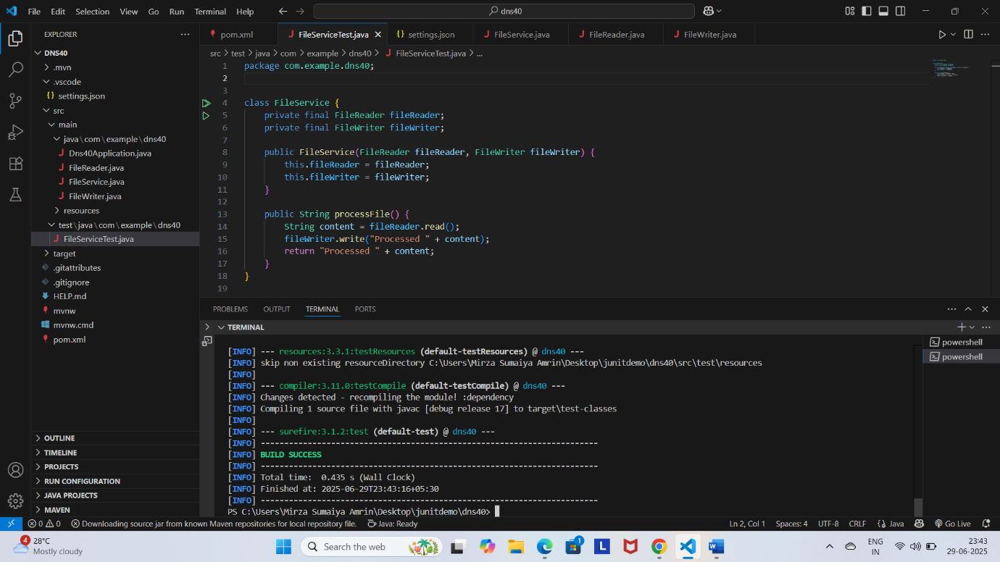 File Edit Selection View Go Run Terminal Help dns40
EXPLORER
DNS40
.mvn
.vscode
{} settings.json
src
main
java\com\example\dns40
J Dns40Application.java
J FileReader.java
J FileService.java
J FileWriter.java
resources
test\java\com\example\dns40
J FileServiceTest.java
target
.gitattributes
.gitignore
HELP.md
mvnw
mvnw.cmd
pom.xml
OUTLINE
TIMELINE
PROJECTS
RUN CONFIGURATION
JAVA PROJECTS
MAVEN
pom.xml J FileServiceTest.java {} settings.json J FileService.java J FileReader.java J FileWriter.java
src > test > java > com > example > dns40 > J FileServiceTest.java > ...
1 package com.example.dns40;
2
3
4 class FileService {
5 private final FileReader fileReader;
6 private final FileWriter fileWriter;
7
8 public FileService(FileReader fileReader, FileWriter fileWriter) {
9 this.fileReader = fileReader;
10 this.fileWriter = fileWriter;
11 }
12
13 public String processFile() {
14 String content = fileReader.read();
15 fileWriter.write("Processed " + content);
16 return "Processed " + content;
17 }
18 }
19
PROBLEMS OUTPUT TERMINAL PORTS
TERMINAL
[INFO] --- resources:3.3.1:testResources (default-testResources) @ dns40 ---
[INFO] skip non existing resourceDirectory C:\Users\Mirza Sumaiya Amrin\Desktop\junitdemo\dns40\src\test\resources
[INFO]
[INFO] --- compiler:3.11.0:testCompile (default-testCompile) @ dns40 ---
[INFO] Changes detected - recompiling the module! :dependency
[INFO] Compiling 1 source file with javac [debug release 17] to target\test-classes
[INFO]
[INFO] --- surefire:3.1.2:test (default-test) @ dns40 ---
[INFO] ------------------------------------------------------------------------
[INFO] BUILD SUCCESS
[INFO] ------------------------------------------------------------------------
[INFO] Total time: 0.435 s (Wall Clock)
[INFO] Finished at: 2025-06-29T23:43:16+05:30
[INFO] ------------------------------------------------------------------------
PS C:\Users\Mirza Sumaiya Amrin\Desktop\junitdemo\dns40>
powershell
powershell
0 0 Downloading source jar from known Maven repositories for local repository file. Java: Ready Ln 2, Col 1 Spaces: 4 UTF-8 CRLF {} Java Go Live
4 28°C
Mostly cloudy
Search the web
1
L
W
ENG
IN
23:43
29-06-2025